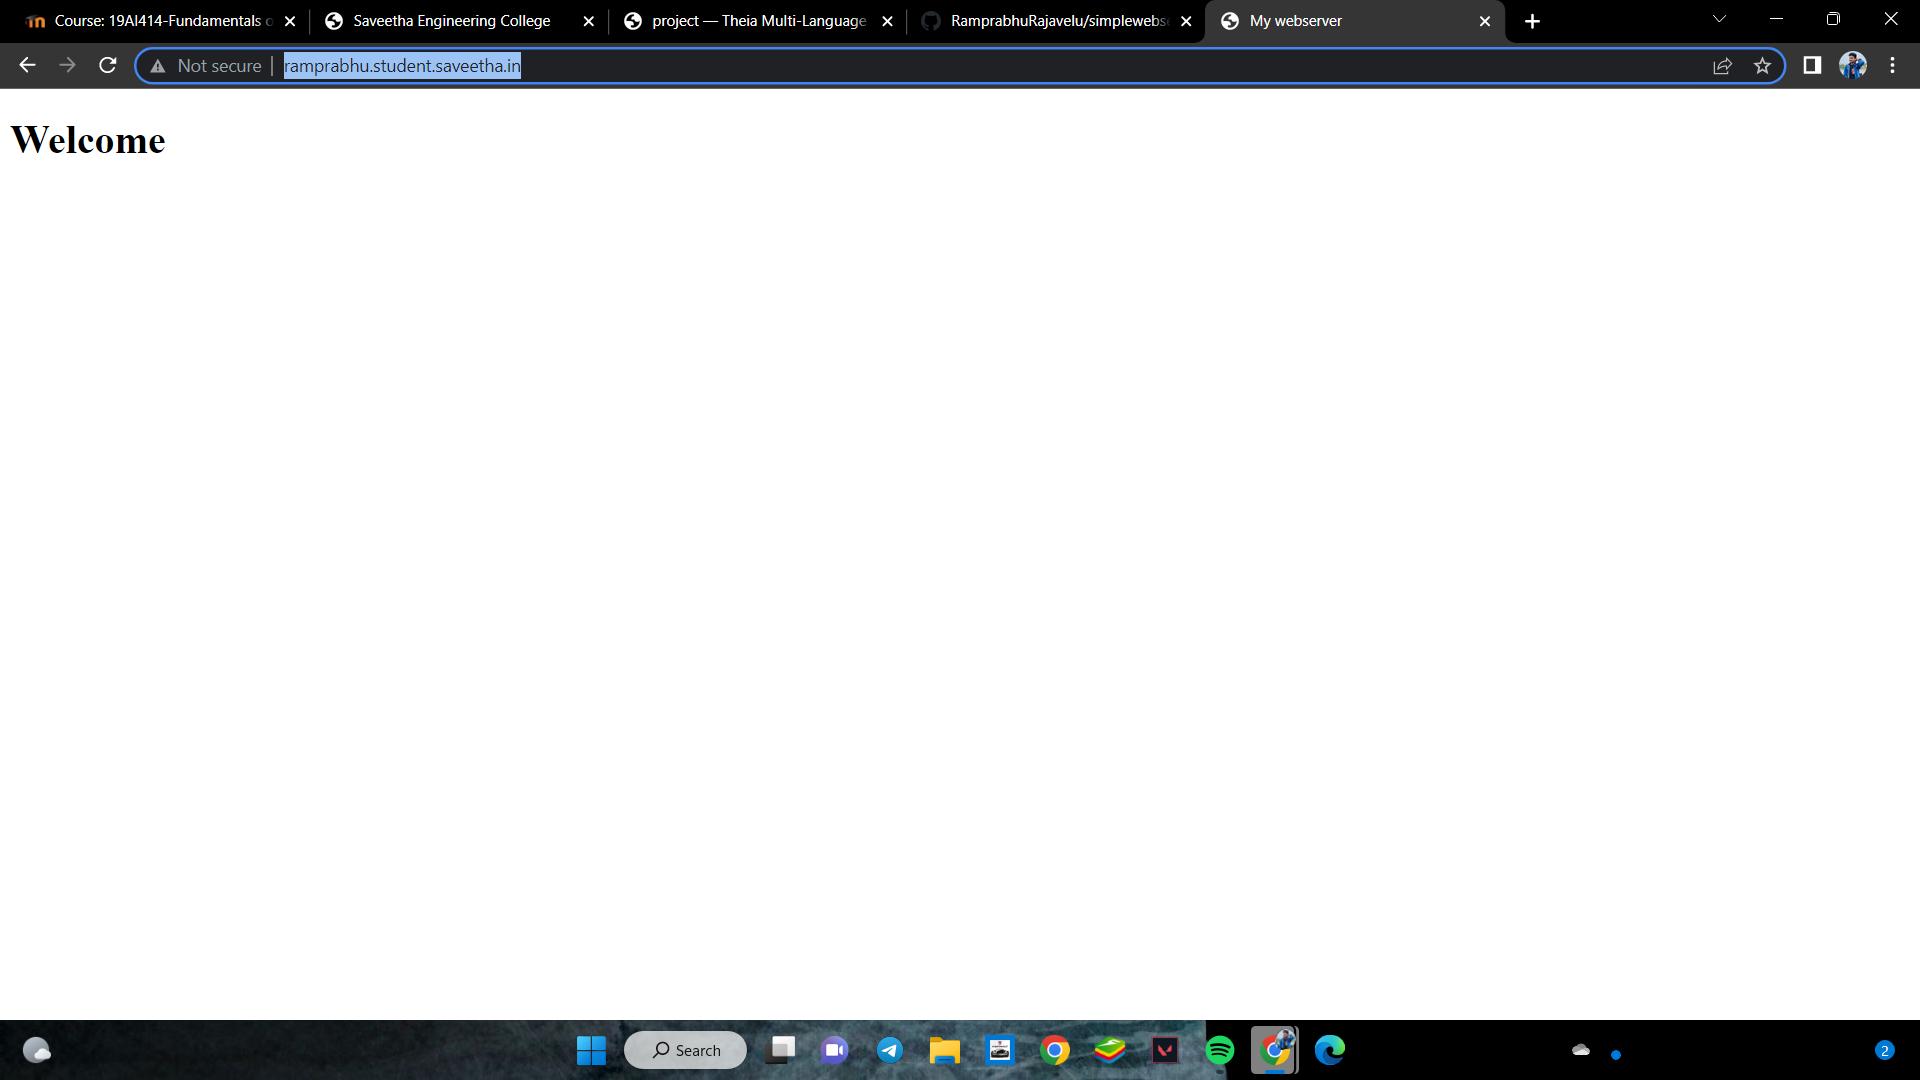 Course: 19AI414-Fundamentals o
Saveetha Engineering College
project — Theia Multi-Language
RamprabhuRajavelu/simplewebse
My webserver
Not secure
ramprabhu.student.saveetha.in
Welcome
Search
2